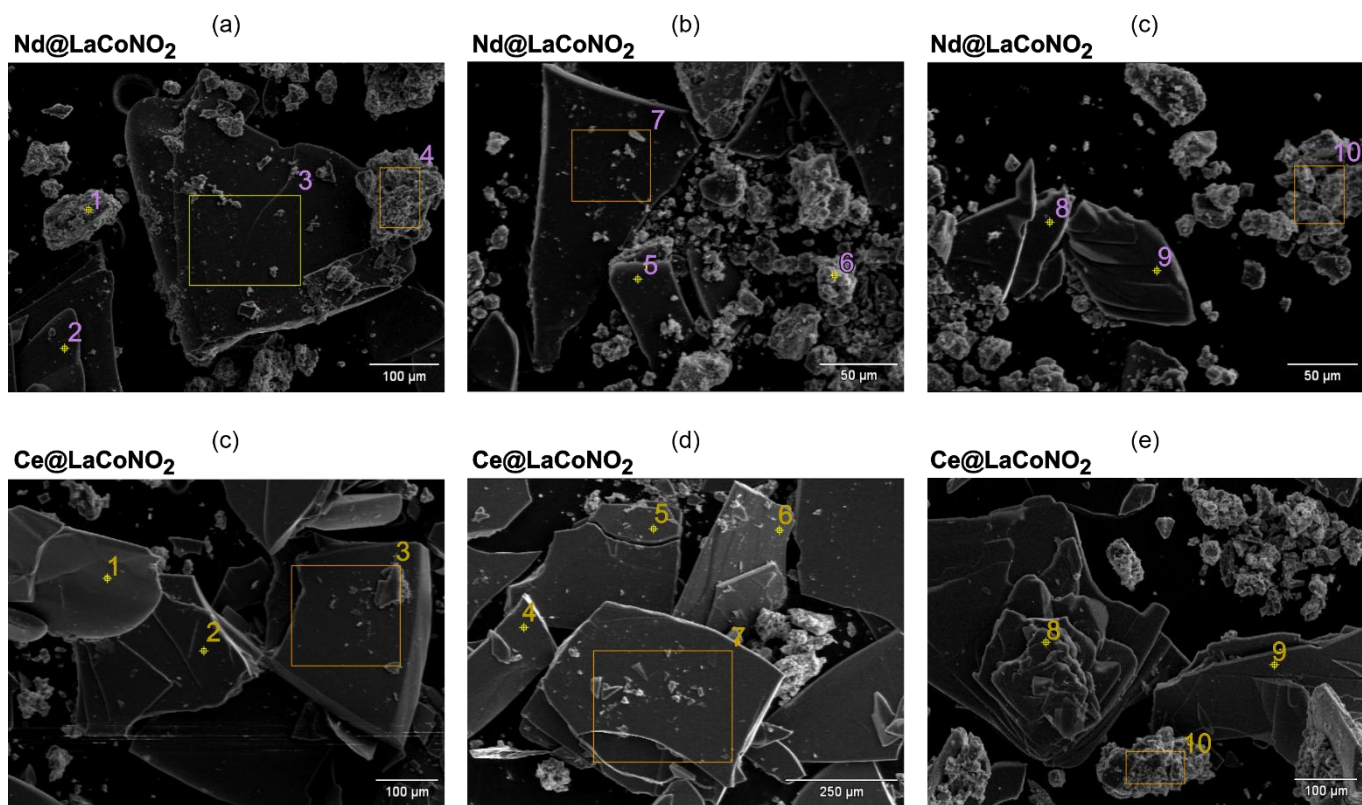 (a) (b) (c)
Nd@LaCoNO2 Nd@LaCoNO2 Nd@LaCoNO2
1 2 3 4
100 µm
5 6 7
50 µm
8 9 10
50 µm
(c) (d) (e)
Ce@LaCoNO2 Ce@LaCoNO2 Ce@LaCoNO2
1 2 3
100 µm
4 5 6 7
250 µm
8 9 10
100 µm